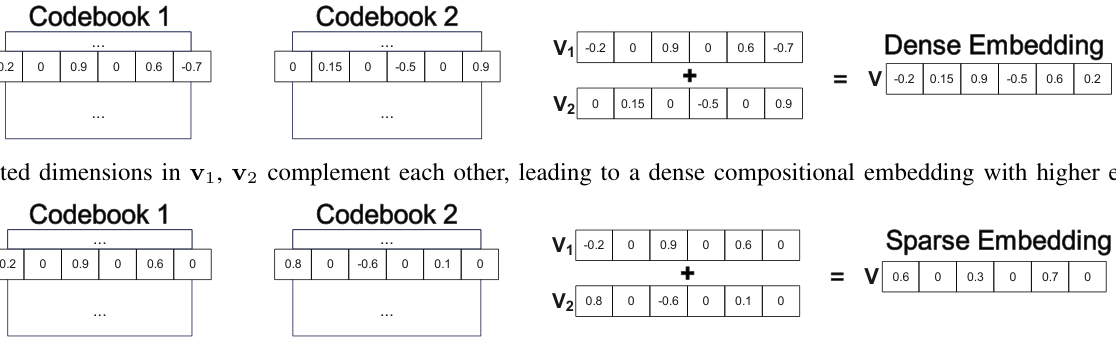 Codebook 1 Codebook 2
... ... V1 -0.2 0 0.9 0 0.6 -0.7 Dense Embedding
0.2 0 0.9 0 0.6 -0.7 0 0.15 0 -0.5 0 0.9
+ = V -0.2 0.15 0.9 -0.5 0.6 0.2
... ... V2 0 0.15 0 -0.5 0 0.9
ted dimensions in v1, v2 complement each other, leading to a dense compositional embedding with higher e
Codebook 1 Codebook 2
... ... V1 -0.2 0 0.9 0 0.6 0 Sparse Embedding
0.2 0 0.9 0 0.6 0 0.8 0 -0.6 0 0.1 0
+ = V 0.6 0 0.3 0 0.7 0
... ... V2 0.8 0 -0.6 0 0.1 0